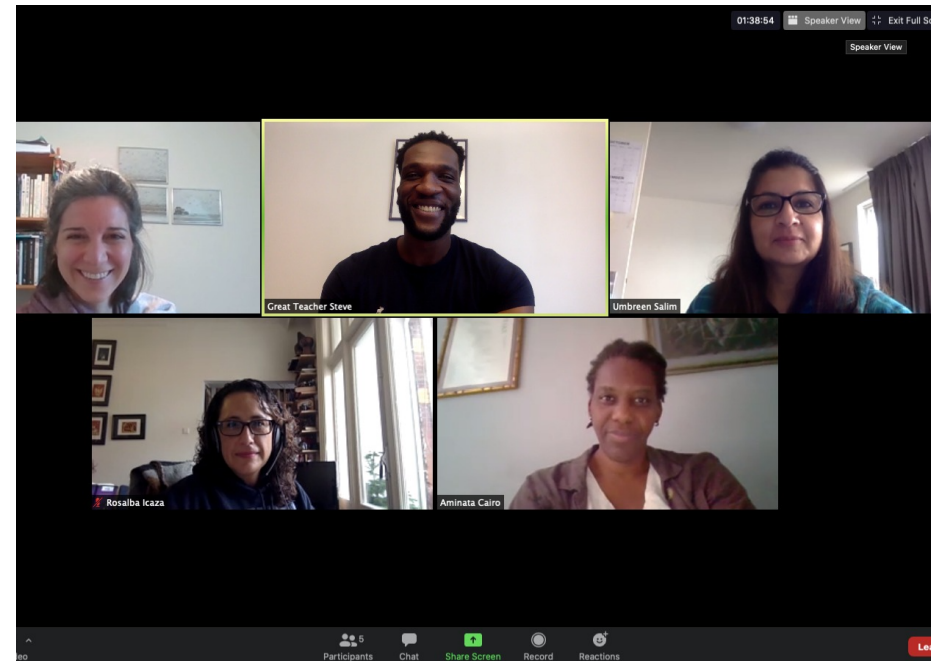 01:38:54 Speaker View Exit Full Sc
Speaker View
Great Teacher Steve
Umbreen Salim
Rosalba Icaza
Aminata Cairo
5
deo Participants Chat Share Screen Record Reactions Lea